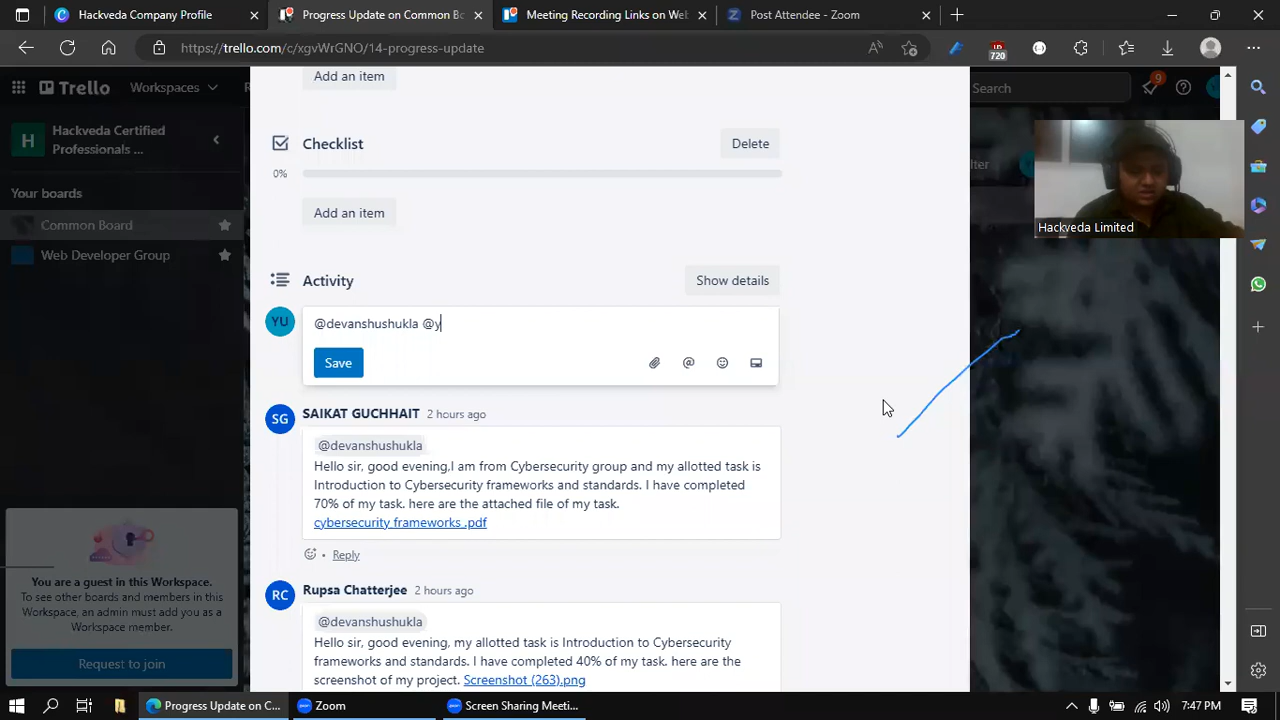 Allotted Company Profile
Progress Update on Common Bo
Meeting Recording Links on Web
Post Attendee - Zoom
https://trello.com/c/xgvWrGNO/14-progress-update
720
Trello
Workspaces
R
9
Search
Hackveda Certified
Professionals ...
H
Your boards
Common Board
Web Developer Group
You are a guest in this Workspace.
To see other boards and members in this
Workspace, an admin must add you as a
Workspace member.
Request to join
Add an item
Checklist
Delete
0%
Add an item
Activity
Show details
YU
@devanshushukla @y
Save
SG
SAIKAT GUCHHAIT 2 hours ago
@devanshushukla
Hello sir, good evening,I am from Cybersecurity group and my allotted task is
Introduction to Cybersecurity frameworks and standards. I have completed
70% of my task. here are the attached file of my task.
cybersecurity frameworks .pdf
• Reply
RC
Rupsa Chatterjee 2 hours ago
@devanshushukla
Hello sir, good evening, my allotted task is Introduction to Cybersecurity
frameworks and standards. I have completed 40% of my task. here are the
screenshot of my project. Screenshot (263).png
lter
Hackveda Limited
Progress Update on C...
Zoom
Screen Sharing Meeti...
7:47 PM